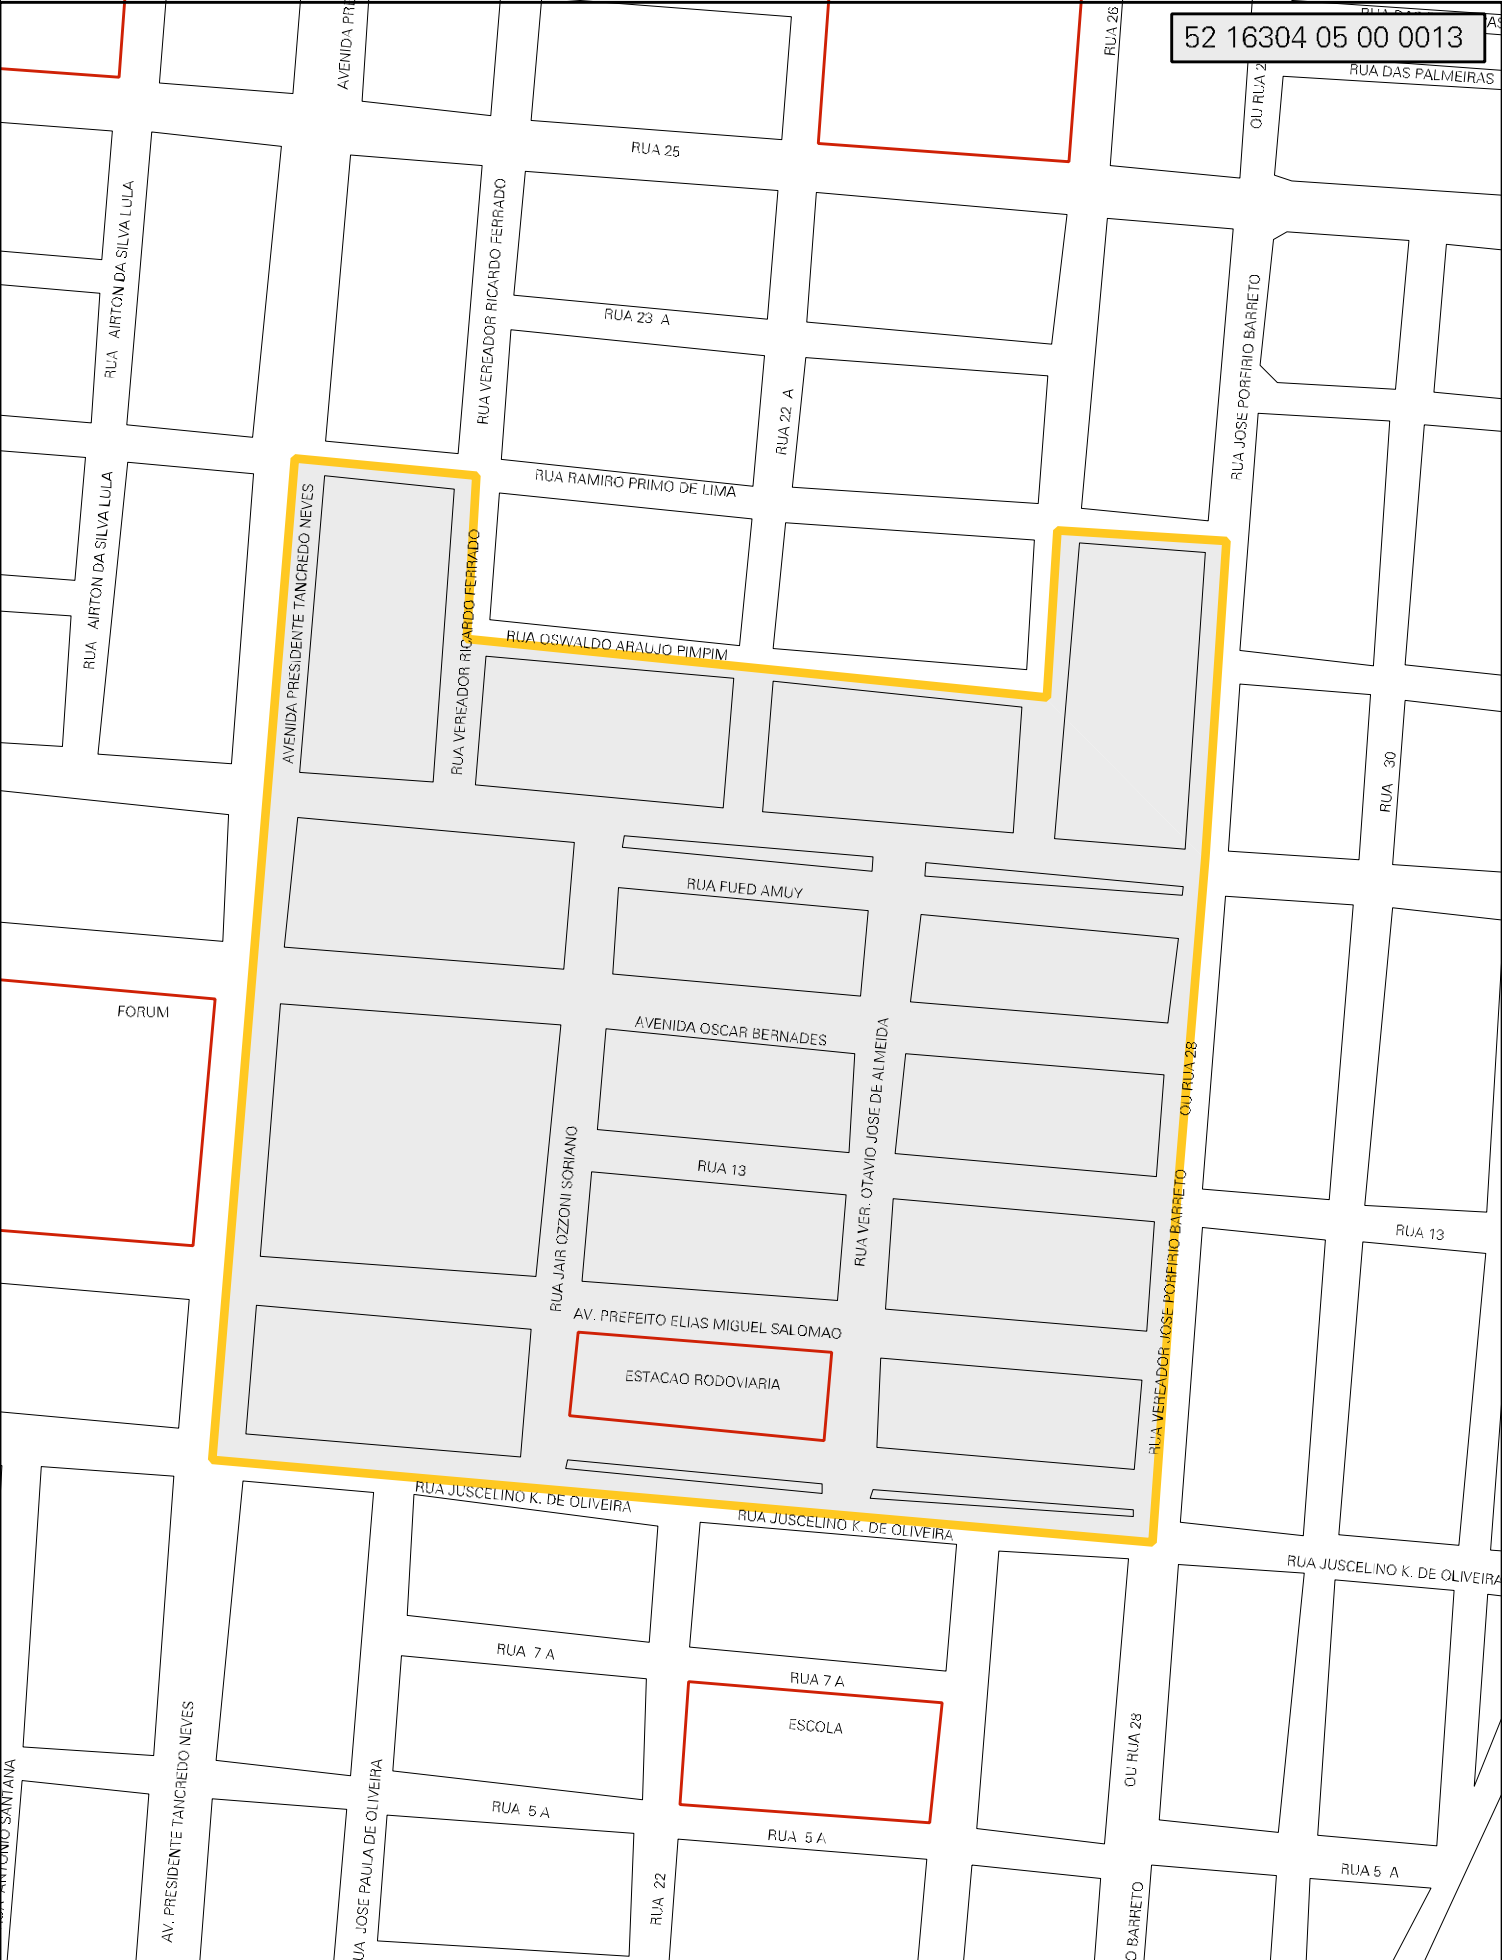 52 16304 05 00 0013
RUA 26
RUA DAS PALMEIRAS
RUA 25
RUA AIRTON DA SILVA LULA
RUA VEREADOR RICARDO FERRADO
RUA 23 A
RUA JOSE PORFIRIO BARRETO
RUA 22 A
RUA RAMIRO PRIMO DE LIMA
RUA AIRTON DA SILVA LULA
AVENIDA PRESIDENTE TANCREDO NEVES
RUA VEREADOR RICARDO FERRADO
RUA OSWALDO ARAUJO PIMPIM
RUA 30
RUA FUED AMUY
FORUM
AVENIDA OSCAR BERNADES
RUA VER. OTAVIO JOSE DE ALMEIDA
OU RUA 28
RUA JAIR OZZONI SORIANO
RUA 13
RUA VEREADOR JOSE PORFIRIO BARRETO
RUA 13
AV. PREFEITO ELIAS MIGUEL SALOMAO
ESTACAO RODOVIARIA
RUA JUSCELINO K. DE OLIVEIRA
RUA JUSCELINO K. DE OLIVEIRA
RUA JUSCELINO K. DE OLIVEIRA
RUA 7 A
RUA 7 A
ESCOLA
AV. PRESIDENTE TANCREDO NEVES
OU RUA 28
ANTONIO SANTANA
JOSE PAULA DE OLIVEIRA
RUA 5 A
RUA 5 A
RUA 5 A
RUA 22
BARRETO